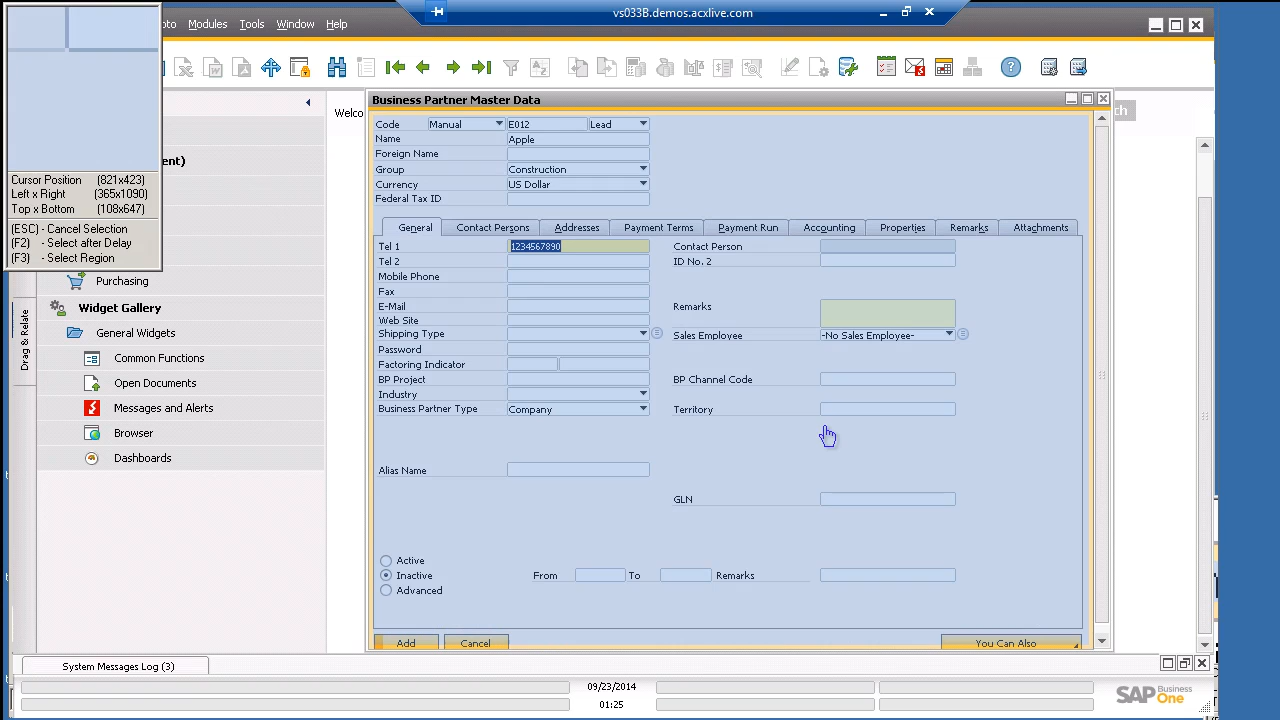 vs033B.demos.acxlive.com
Modules Tools Window Help
Business Partner Master Data
Welco
Code Manual E012 Lead
Name Apple
Foreign Name
Group Construction
Currency US Dollar
Federal Tax ID
General Contact Persons Addresses Payment Terms Payment Run Accounting Properties Remarks Attachments
Tel 1 1234567890 Contact Person
Tel 2 ID No. 2
Mobile Phone
Fax
E-Mail Remarks
Web Site
Shipping Type Sales Employee -No Sales Employee-
Password
Factoring Indicator
BP Project BP Channel Code
Industry
Business Partner Type Company Territory
Alias Name
GLN
Active
Inactive From To Remarks
Advanced
Add Cancel You Can Also
Cursor Position (821x423)
Left x Right (365x1090)
Top x Bottom (108x647)
(ESC) - Cancel Selection
(F2) - Select after Delay
(F3) - Select Region
Purchasing
Widget Gallery
General Widgets
Common Functions
Open Documents
Messages and Alerts
Browser
Dashboards
Drag & Relate
System Messages Log (3)
09/23/2014
01:25
SAP Business One